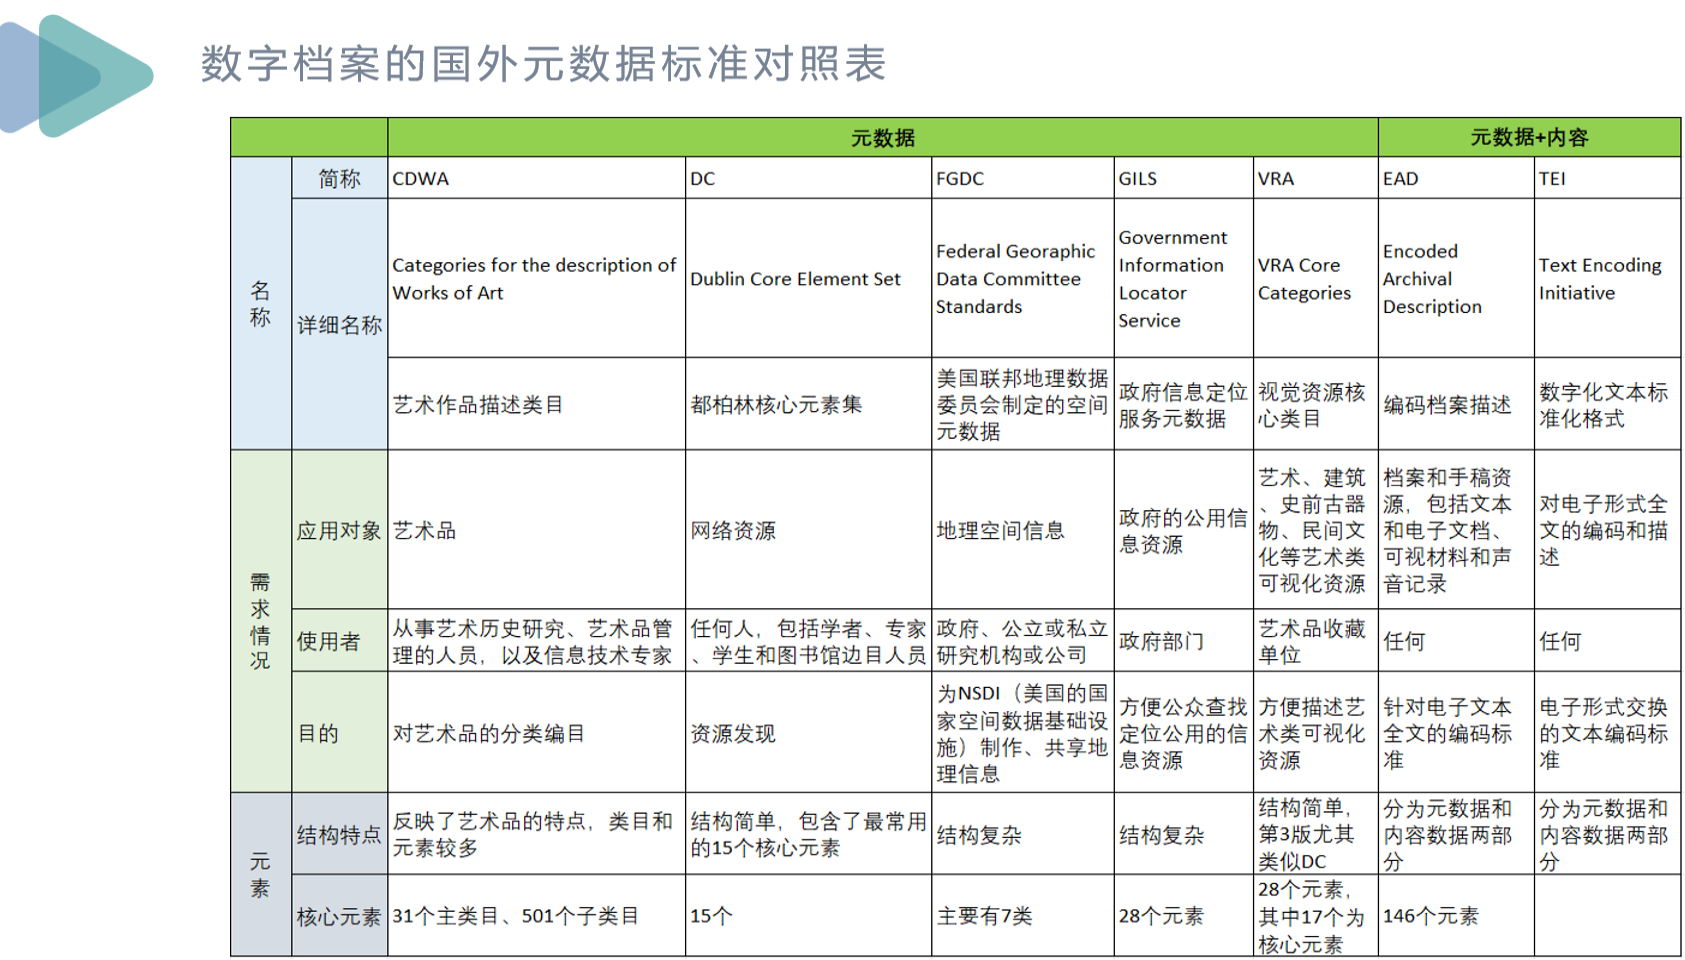 数字档案的国外元数据标准对照表
元数据
元数据+内容
名
称
简称
CDWA
DC
FGDC
GILS
VRA
EAD
TEI
详细名称
Categories for the description of
Works of Art
Dublin Core Element Set
Federal Georaphic
Data Committee
Standards
Government
Information
Locator
Service
VRA Core
Categories
Encoded
Archival
Description
Text Encoding
Initiative
艺术作品描述类目
都柏林核心元素集
美国联邦地理数据
委员会制定的空间
元数据
政府信息定位
服务元数据
视觉资源核
心类目
编码档案描述
数字化文本标
准化格式
需
求
情
况
应用对象
艺术品
网络资源
地理空间信息
政府的公用信
息资源
艺术、建筑
、史前古器
物、民间文
化等艺术类
可视化资源
档案和手稿资
源，包括文本
和电子文档、
可视材料和声
音记录
对电子形式全
文的编码和描
述
使用者
从事艺术历史研究、艺术品管
理的人员，以及信息技术专家
任何人，包括学者、专家
、学生和图书馆边目人员
政府、公立或私立
研究机构或公司
政府部门
艺术品收藏
单位
任何
任何
目的
对艺术品的分类编目
资源发现
为NSDI（美国的国
家空间数据基础设
施）制作、共享地
理信息
方便公众查找
定位公用的信
息资源
方便描述艺
术类可视化
资源
针对电子文本
全文的编码标
准
电子形式交换
的文本编码标
准
元
素
结构特点
反映了艺术品的特点，类目和
元素较多
结构简单，包含了最常用
的15个核心元素
结构复杂
结构复杂
结构简单，
第3版尤其
类似DC
分为元数据和
内容数据两部
分
分为元数据和
内容数据两部
分
核心元素
31个主类目、501个子类目
15个
主要有7类
28个元素
28个元素，
其中17个为
核心元素
146个元素